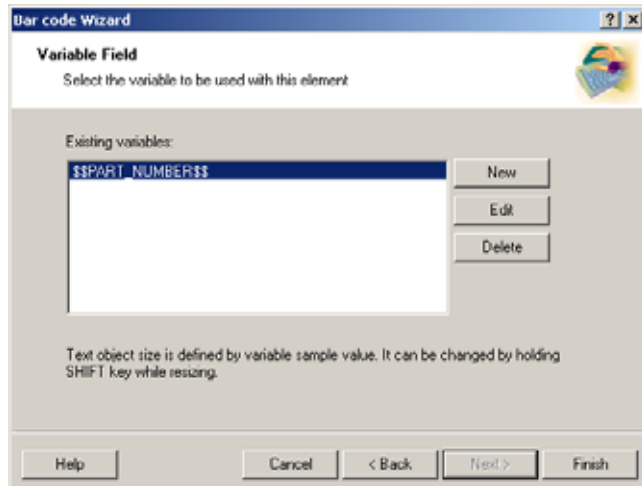 Bar code Wizard
Variable Field
Select the variable to be used with this element
Existing variables:
$$PART_NUMBER$$
New
Edit
Delete
Text object size is defined by variable sample value. It can be changed by holding
SHIFT key while resizing.
Help
Cancel
< Back
Next >
Finish